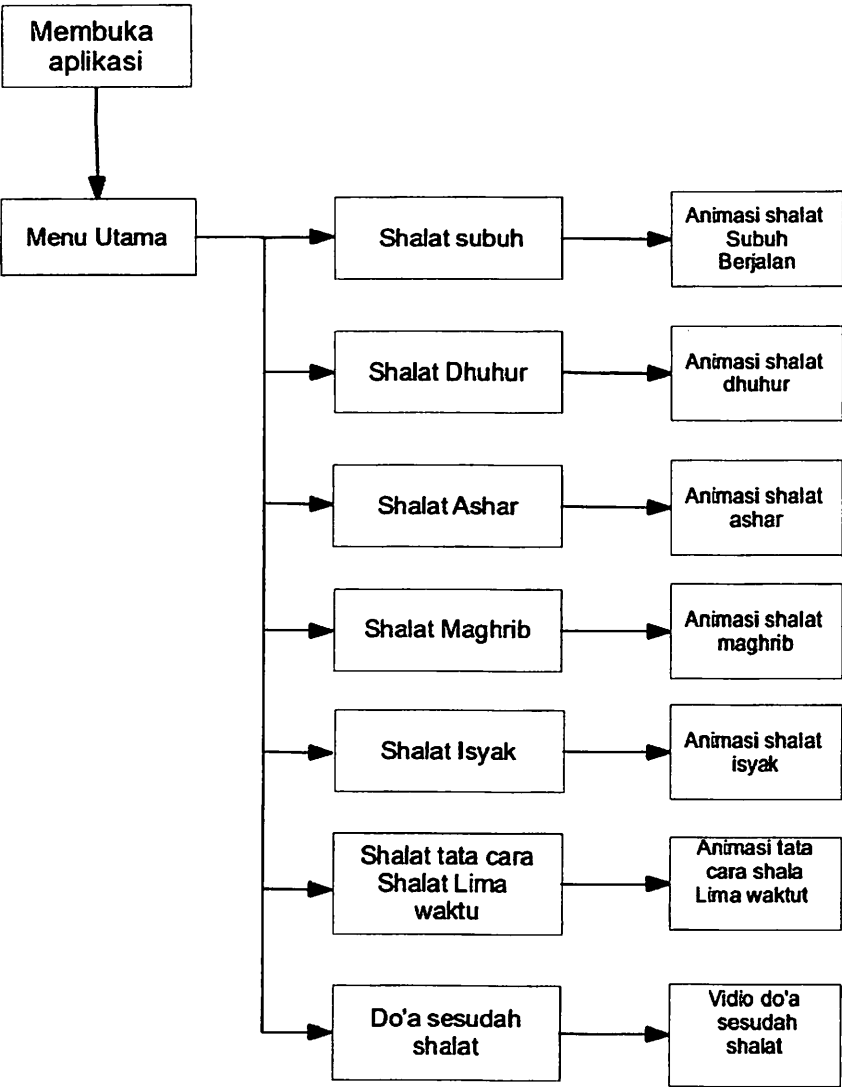 Membuka
aplikasi
Menu Utama
Shalat subuh
Animasi shalat
Subuh
Berjalan
Shalat Dhuhur
Animasi shalat
dhuhur
Shalat Ashar
Animasi shalat
ashar
Shalat Maghrib
Animasi shalat
maghrib
Shalat Isyak
Animasi shalat
isyak
Shalat tata cara
Shalat Lima
waktu
Animasi tata
cara shala
Lima waktut
Do'a sesudah
shalat
Vidio do'a
sesudah
shalat